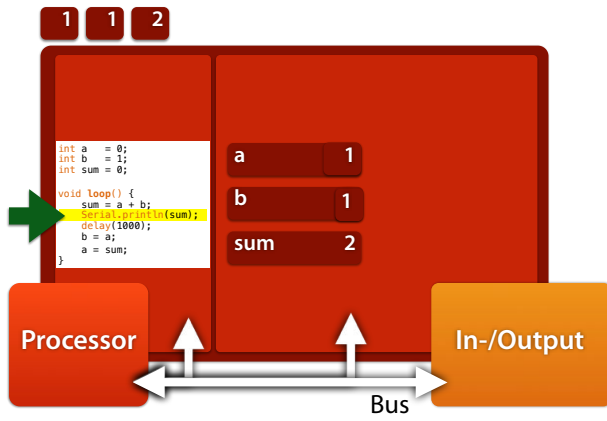 1 1 2
int a   = 0;
int b   = 1;
int sum = 0;
void loop() {
    sum = a + b;
    Serial.println(sum);
    delay(1000);
    b = a;
    a = sum;
}
a 1
b 1
sum 2
Processor
In-/Output
Bus